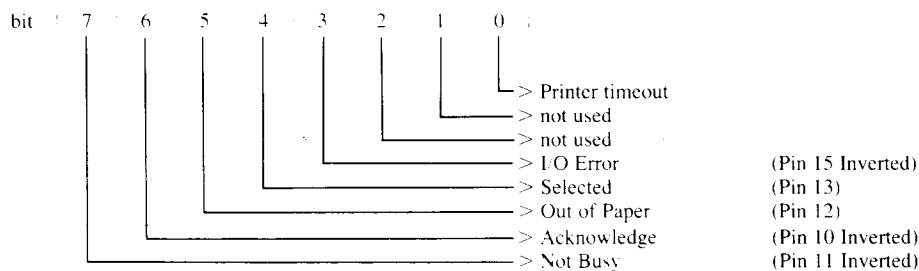 bit 7 6 5 4 3 2 1 0
> Printer timeout
> not used
> not used
> I/O Error (Pin 15 Inverted)
> Selected (Pin 13)
> Out of Paper (Pin 12)
> Acknowledge (Pin 10 Inverted)
> Not Busy (Pin 11 Inverted)